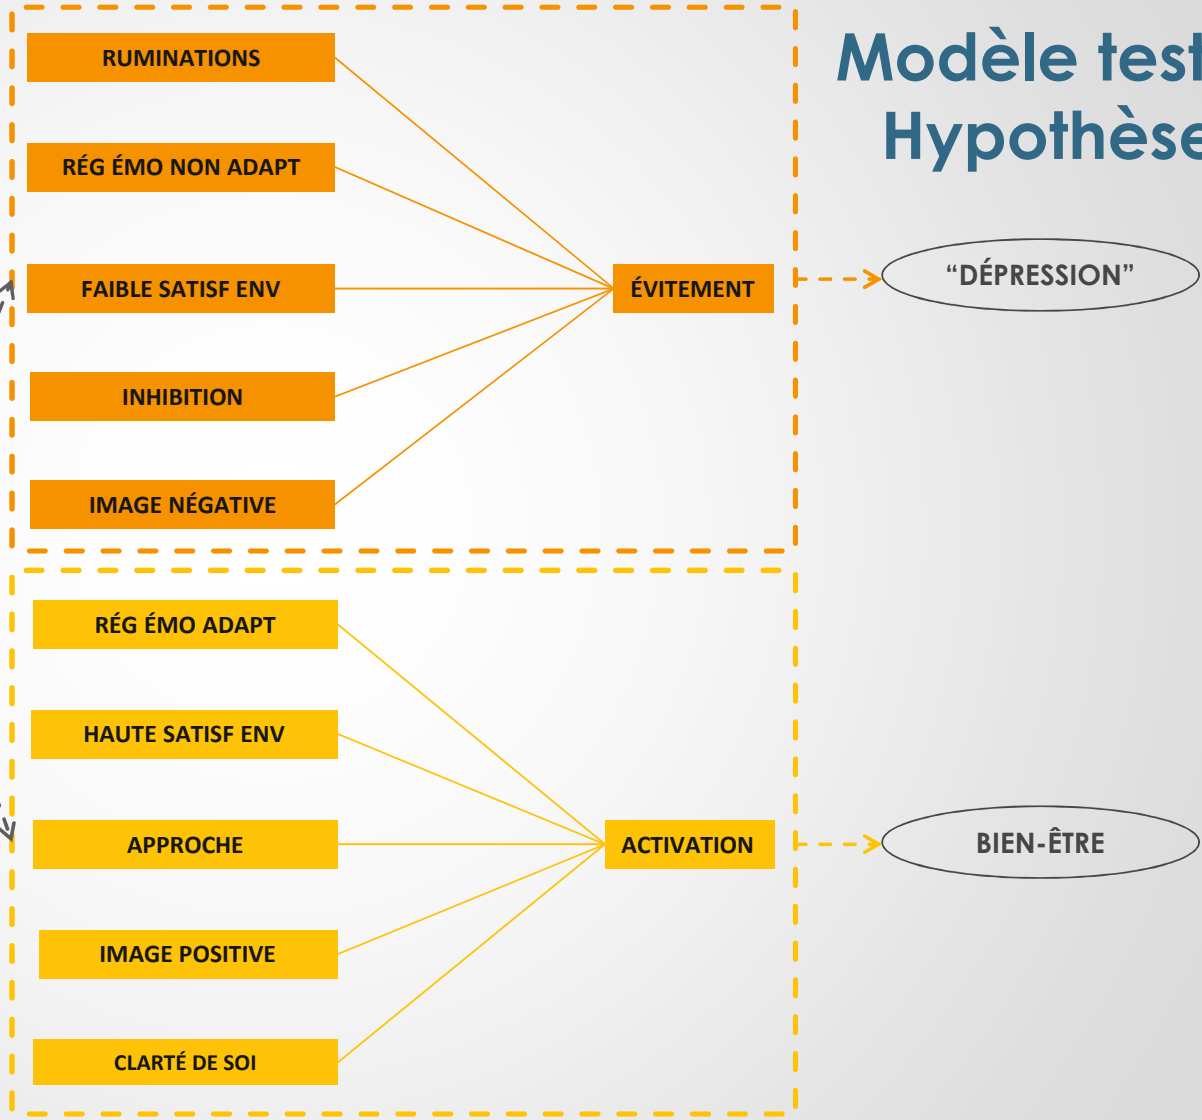 Modèle test
Hypothèse
RUMINATIONS
RÉG ÉMO NON ADAPT
FAIBLE SATISF ENV
INHIBITION
IMAGE NÉGATIVE
ÉVITEMENT
“DÉPRESSION”
RÉG ÉMO ADAPT
HAUTE SATISF ENV
APPROCHE
IMAGE POSITIVE
CLARTÉ DE SOI
ACTIVATION
BIEN-ÊTRE